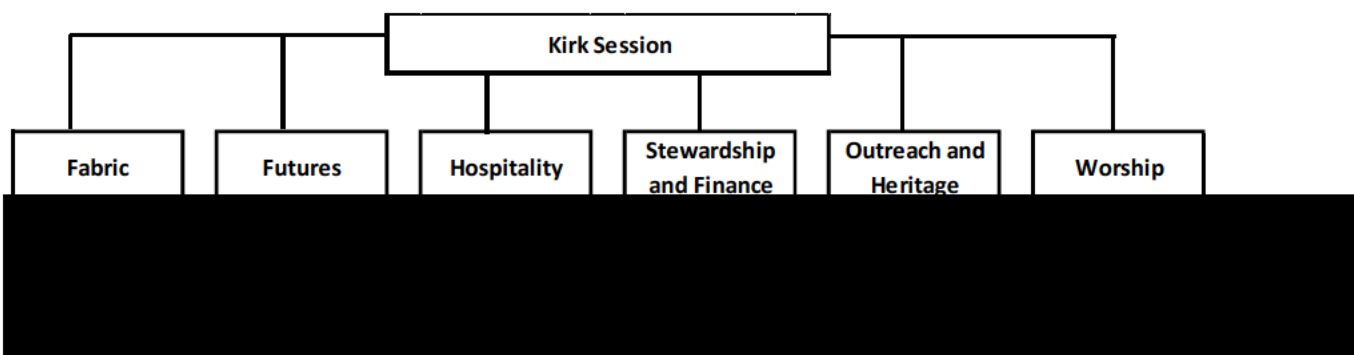 Kirk Session
Fabric
Futures
Hospitality
Stewardship
and Finance
Outreach and
Heritage
Worship